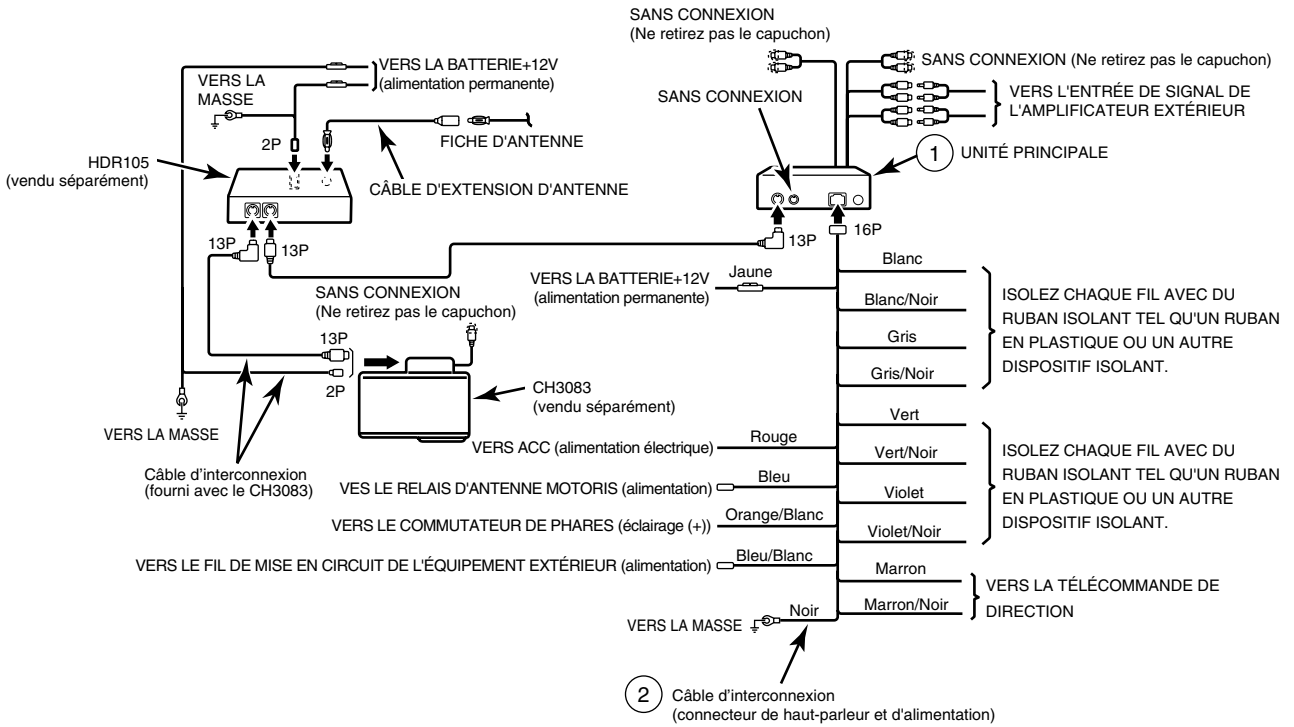 SANS CONNEXION
(Ne retirez pas le capuchon)
SANS CONNEXION (Ne retirez pas le capuchon)
VERS LA BATTERIE+12V
(alimentation permanente)
VERS LA
MASSE
SANS CONNEXION
VERS L'ENTRÉE DE SIGNAL DE
L'AMPLIFICATEUR EXTÉRIEUR
2P
FICHE D'ANTENNE
1 UNITÉ PRINCIPALE
HDR105
(vendu séparément)
CÂBLE D'EXTENSION D'ANTENNE
13P
13P
13P
16P
VERS LA BATTERIE+12V
(alimentation permanente)
Jaune
SANS CONNEXION
(Ne retirez pas le capuchon)
13P
2P
CH3083
(vendu séparément)
VERS LA MASSE
Câble d'interconnexion
(fourni avec le CH3083)
Blanc
Blanc/Noir
Gris
Gris/Noir
ISOLEZ CHAQUE FIL AVEC DU
RUBAN ISOLANT TEL QU'UN RUBAN
EN PLASTIQUE OU UN AUTRE
DISPOSITIF ISOLANT.
VERS ACC (alimentation électrique) Rouge
VES LE RELAIS D'ANTENNE MOTORIS (alimentation) Bleu
VERS LE COMMUTATEUR DE PHARES (éclairage (+)) Orange/Blanc
VERS LE FIL DE MISE EN CIRCUIT DE L'ÉQUIPEMENT EXTÉRIEUR (alimentation) Bleu/Blanc
VERS LA MASSE Noir
Vert
Vert/Noir
Violet
Violet/Noir
ISOLEZ CHAQUE FIL AVEC DU
RUBAN ISOLANT TEL QU'UN RUBAN
EN PLASTIQUE OU UN AUTRE
DISPOSITIF ISOLANT.
Marron
Marron/Noir
VERS LA TÉLÉCOMMANDE DE
DIRECTION
2 Câble d'interconnexion
(connecteur de haut-parleur et d'alimentation)